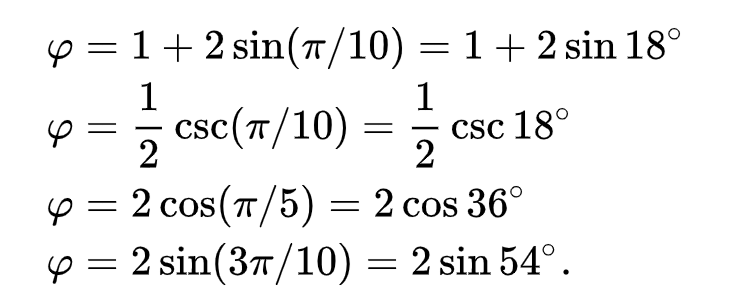 φ = 1 + 2 sin(π/10) = 1 + 2 sin 18°
φ = 1/2 csc(π/10) = 1/2 csc 18°
φ = 2 cos(π/5) = 2 cos 36°
φ = 2 sin(3π/10) = 2 sin 54°.